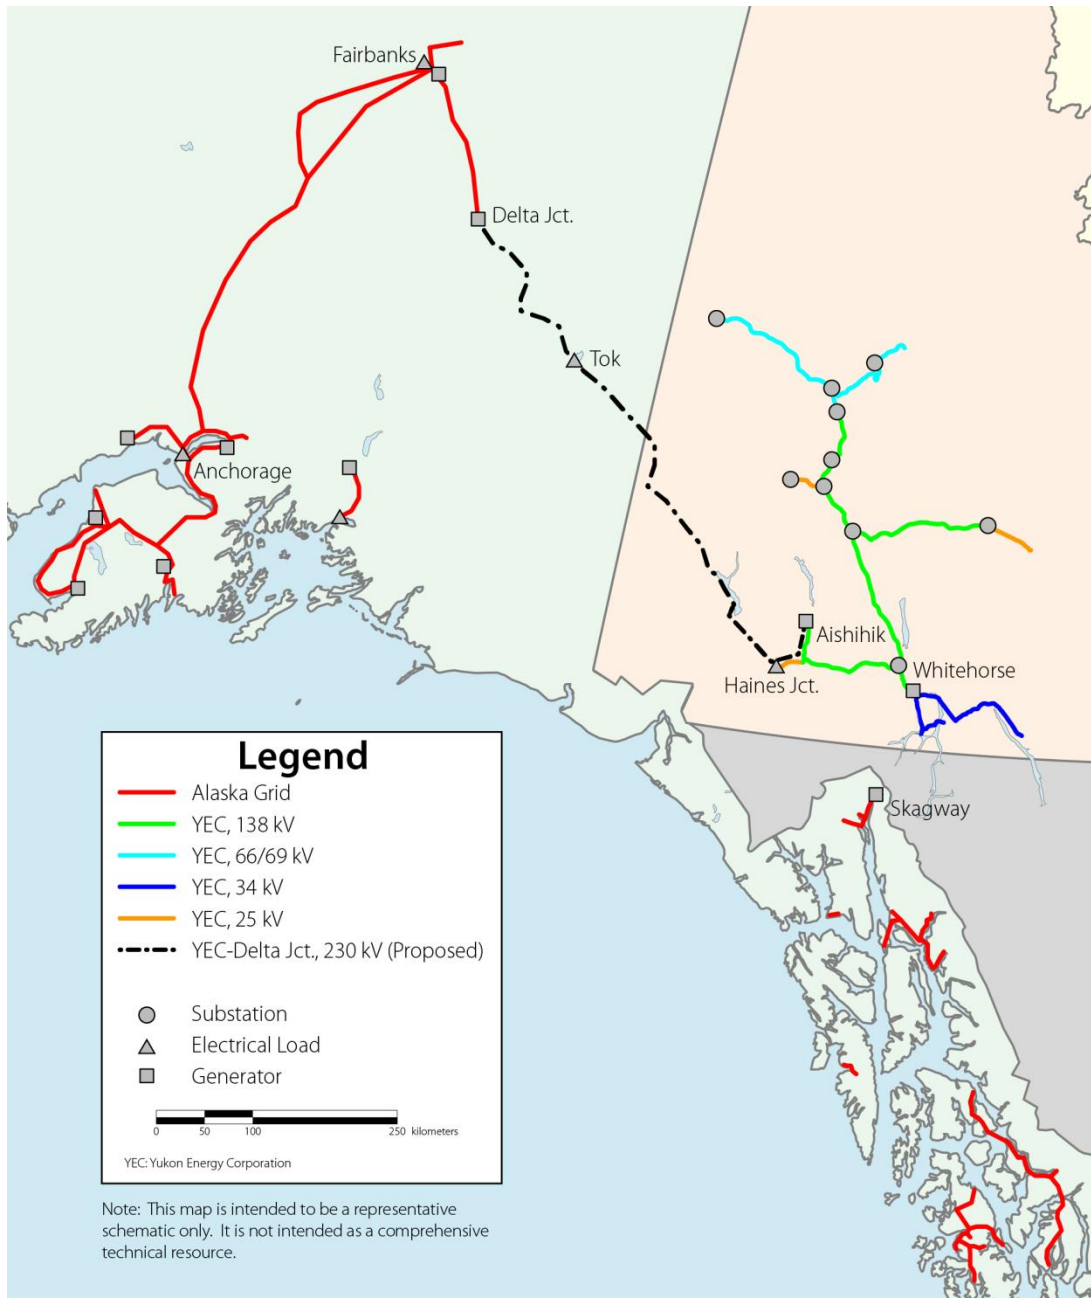 Fairbanks
Delta Jct.
Tok
Anchorage
Aishihik
Haines Jct.
Whitehorse
Skagway
Legend
Alaska Grid
YEC, 138 kV
YEC, 66/69 kV
YEC, 34 kV
YEC, 25 kV
YEC-Delta Jct., 230 kV (Proposed)
Substation
Electrical Load
Generator
0 50 100 250 kilometers
YEC: Yukon Energy Corporation
Note: This map is intended to be a representative
schematic only. It is not intended as a comprehensive
technical resource.